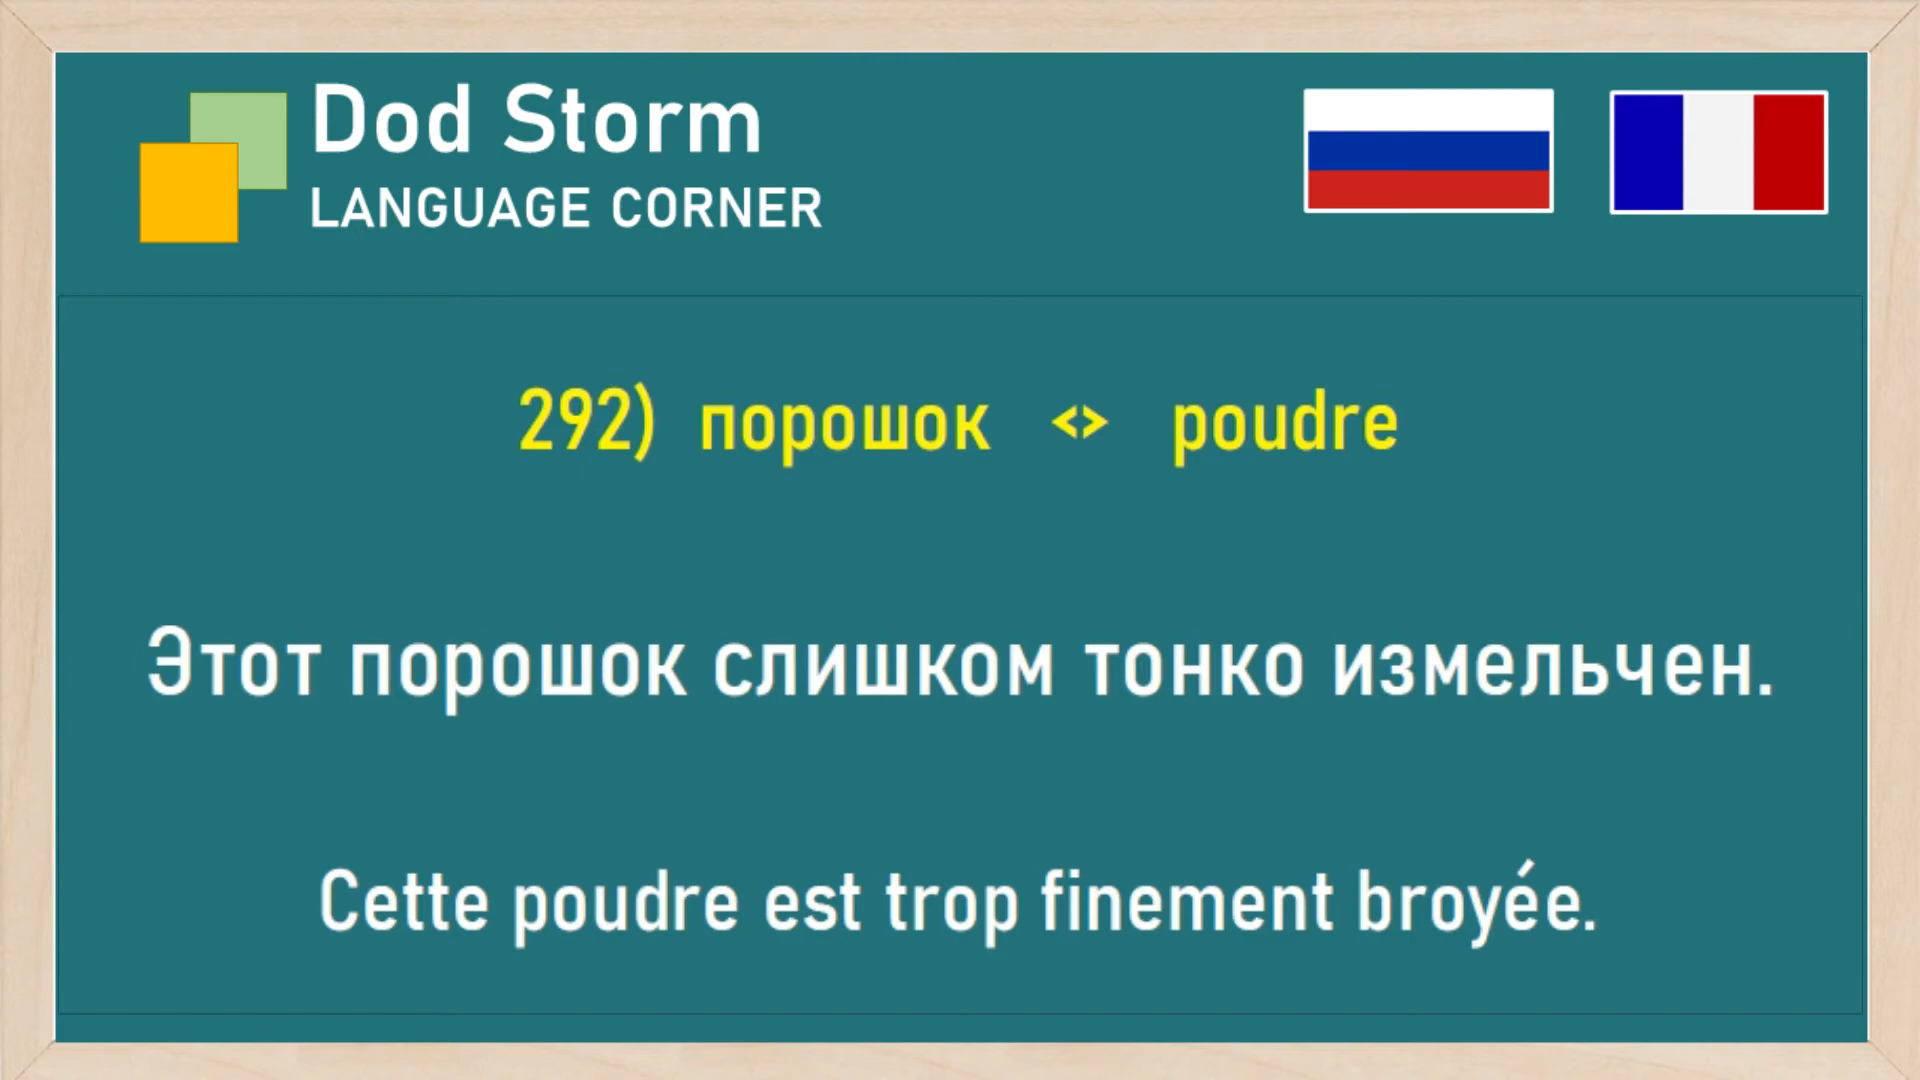 Dod Storm
LANGUAGE CORNER
292) порошок <> poudre
Этот порошок слишком тонко измельчен.
Cette poudre est trop finement broyée.